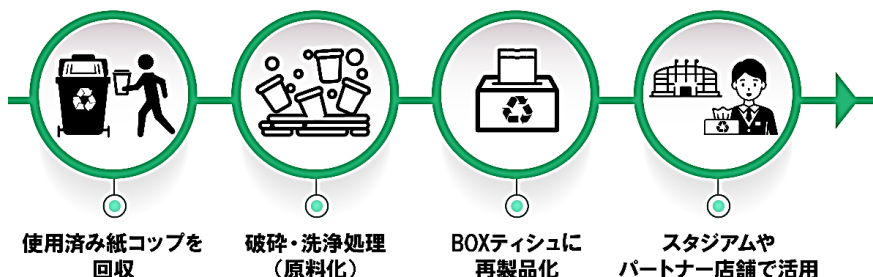 使用済み紙コップを
回収
破砕・洗浄処理
(原料化)
BOXティシュに
再製品化
スタジアムや
パートナー店舗で活用